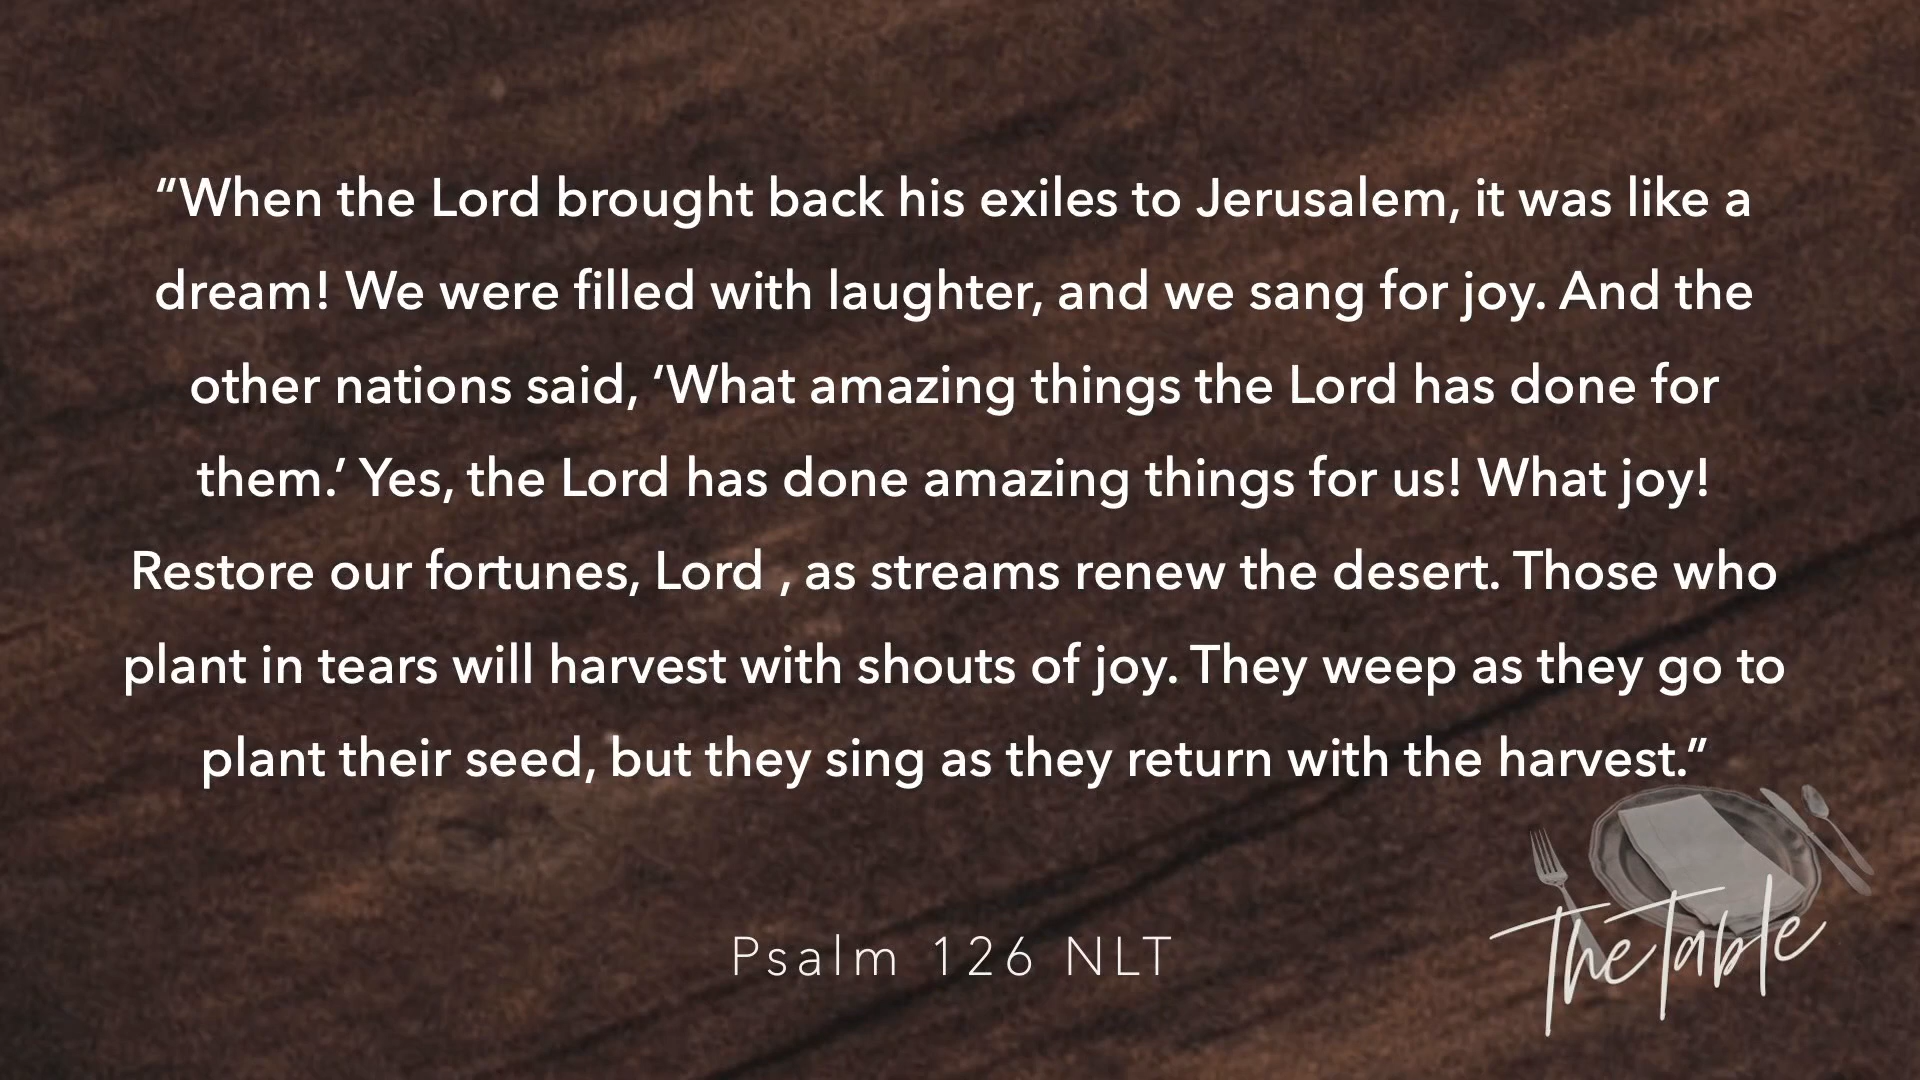 “When the Lord brought back his exiles to Jerusalem, it was like a
dream! We were filled with laughter, and we sang for joy. And the
other nations said, ‘What amazing things the Lord has done for
them.’ Yes, the Lord has done amazing things for us! What joy!
Restore our fortunes, Lord , as streams renew the desert. Those who
plant in tears will harvest with shouts of joy. They weep as they go to
plant their seed, but they sing as they return with the harvest.”
Psalm 126 NLT
The Table